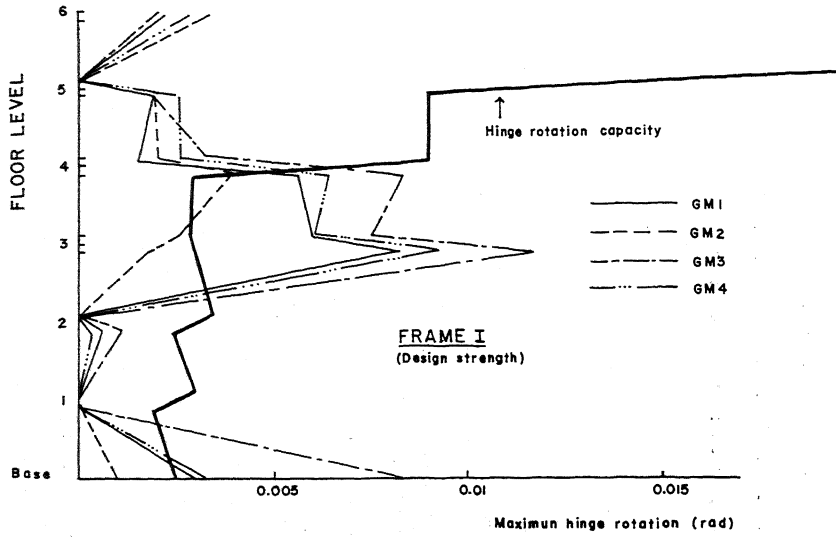 6
5
4
3
2
1
Base
FLOOR LEVEL
Hinge rotation capacity
GM1
GM2
GM3
GM4
FRAME I
(Design strength)
0.005
0.01
0.015
Maximun hinge rotation (rad)